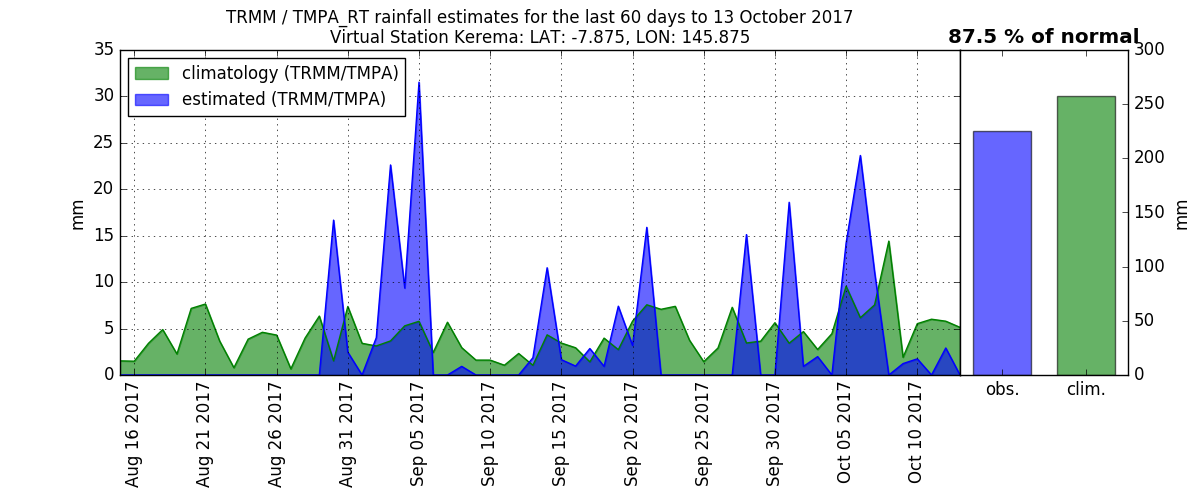 TRMM / TMPA_RT rainfall estimates for the last 60 days to 13 October 2017
Virtual Station Kerema: LAT: -7.875, LON: 145.875
87.5 % of normal
climatology (TRMM/TMPA)
estimated (TRMM/TMPA)
35
30
25
20
15
10
5
0
mm
Aug 16 2017
Aug 21 2017
Aug 26 2017
Aug 31 2017
Sep 05 2017
Sep 10 2017
Sep 15 2017
Sep 20 2017
Sep 25 2017
Sep 30 2017
Oct 05 2017
Oct 10 2017
obs.
clim.
300
250
200
150
100
50
0
mm